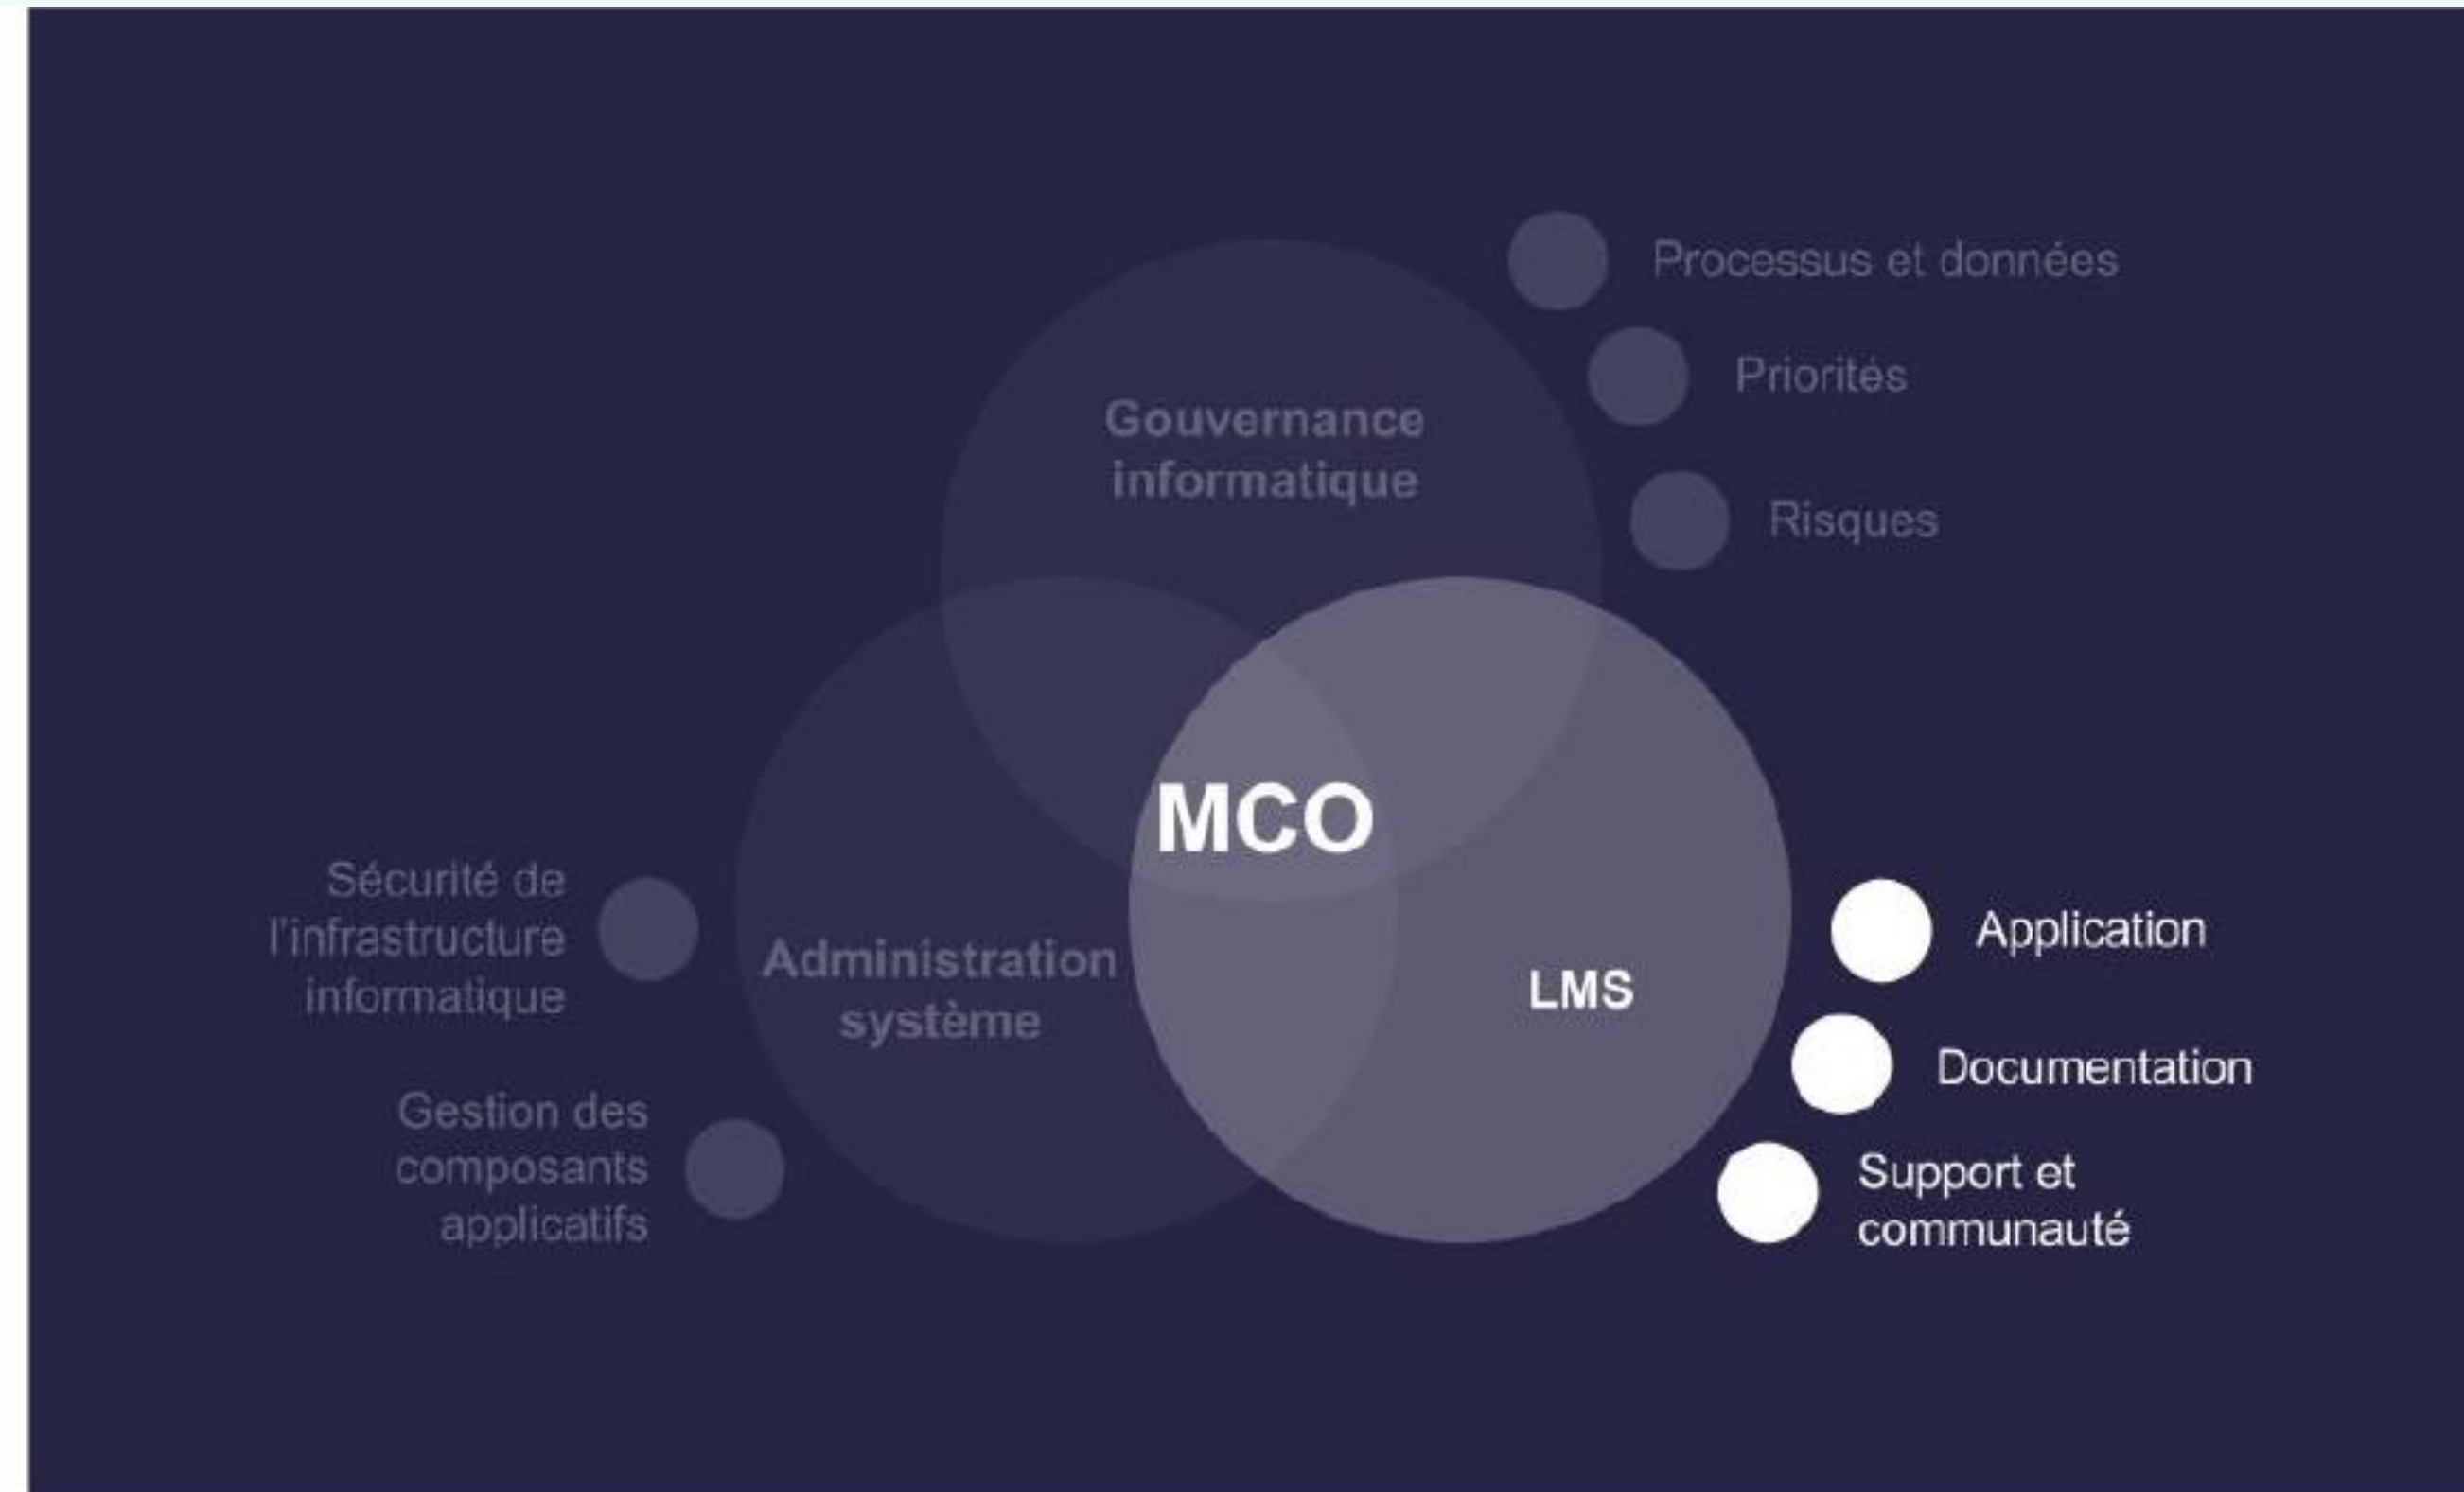 Processus et données
Priorités
Risques
Gouvernance
informatique
MCO
Sécurité de
l'infrastructure
informatique
Administration
système
Gestion des
composants
applicatifs
LMS
Application
Documentation
Support et
communauté